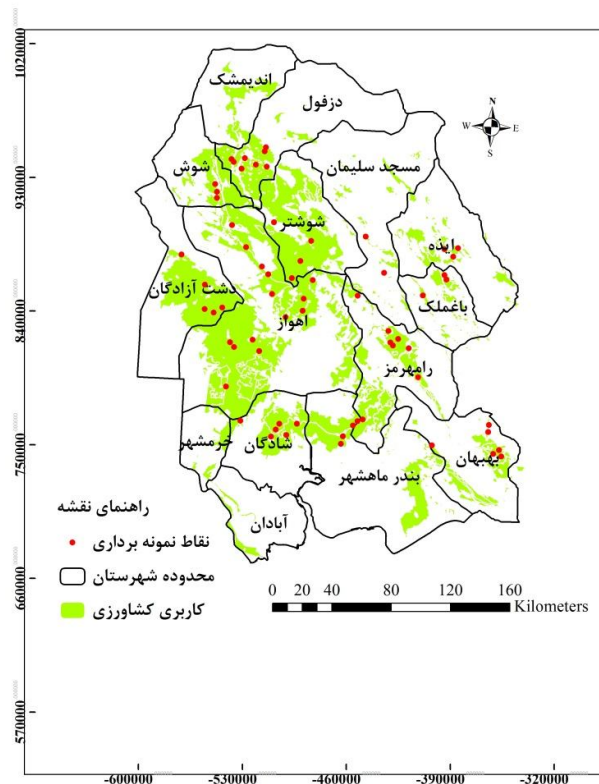 1020000
930000
840000
750000
660000
570000
اندیمشک
دزفول
N
W
E
S
شوش
مسجد سلیمان
شوشتر
ایذه
دشت آزادگان
باغملک
اهواز
رامهرمز
خرمشهر
شادگان
بندر ماهشهر
بهبهان
آبادان
راهنمای نقشه
نقاط نمونه برداری
محدوده شهرستان
کاربری کشاورزی
0 10 20 40 80 120 160
Kilometers
-600000 -530000 -460000 -390000 -320000